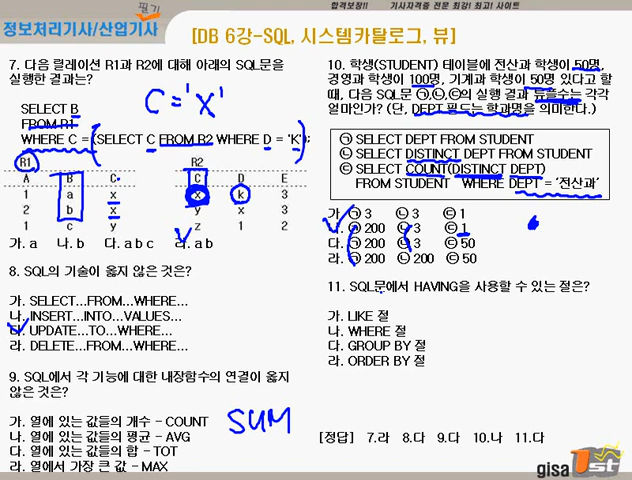 합격보장!! 기사자격증 전문 최강! 최고! 사이트
필기
정보처리기사/산업기사
[DB 6강-SQL, 시스템카탈로그, 뷰]
7. 다음 릴레이션 R1과 R2에 대해 아래의 SQL문을
실행한 결과는?
C = 'X'
SELECT B
FROM R1
WHERE C = (SELECT C FROM R2 WHERE D = 'K');
R1 R2
A B C C D E
1 a x x k 3
2 b x y x 3
1 c y z 1 2
가. a 나. b 다. a b c 라. a b
8. SQL의 기술이 옳지 않은 것은?
가. SELECT...FROM...WHERE...
나. INSERT...INTO...VALUES...
다. UPDATE...TO...WHERE...
라. DELETE...FROM...WHERE...
9. SQL에서 각 기능에 대한 내장함수의 연결이 옳지
않은 것은?
가. 열에 있는 값들의 개수 - COUNT
나. 열에 있는 값들의 평균 - AVG
다. 열에 있는 값들의 합 - TOT
라. 열에서 가장 큰 값 - MAX
SUM
10. 학생(STUDENT) 테이블에 전산과 학생이 50명,
경영과 학생이 100명, 기계과 학생이 50명 있다고 할
때, 다음 SQL문 ㉠,㉡,㉢의 실행 결과 튜플수는 각각
얼마인가? (단, DEPT 필드는 학과명을 의미한다.)
㉠ SELECT DEPT FROM STUDENT
㉡ SELECT DISTINCT DEPT FROM STUDENT
㉢ SELECT COUNT(DISTINCT DEPT)
FROM STUDENT WHERE DEPT = '전산과'
가. ㉠ 3 ㉡ 3 ㉢ 1
나. ㉠ 200 ㉡ 3 ㉢ 1
다. ㉠ 200 ㉡ 3 ㉢ 50
라. ㉠ 200 ㉡ 200 ㉢ 50
11. SQL문에서 HAVING을 사용할 수 있는 절은?
가. LIKE 절
나. WHERE 절
다. GROUP BY 절
라. ORDER BY 절
[정답] 7.라 8.다 9.다 10.나 11.다
gisa 1st